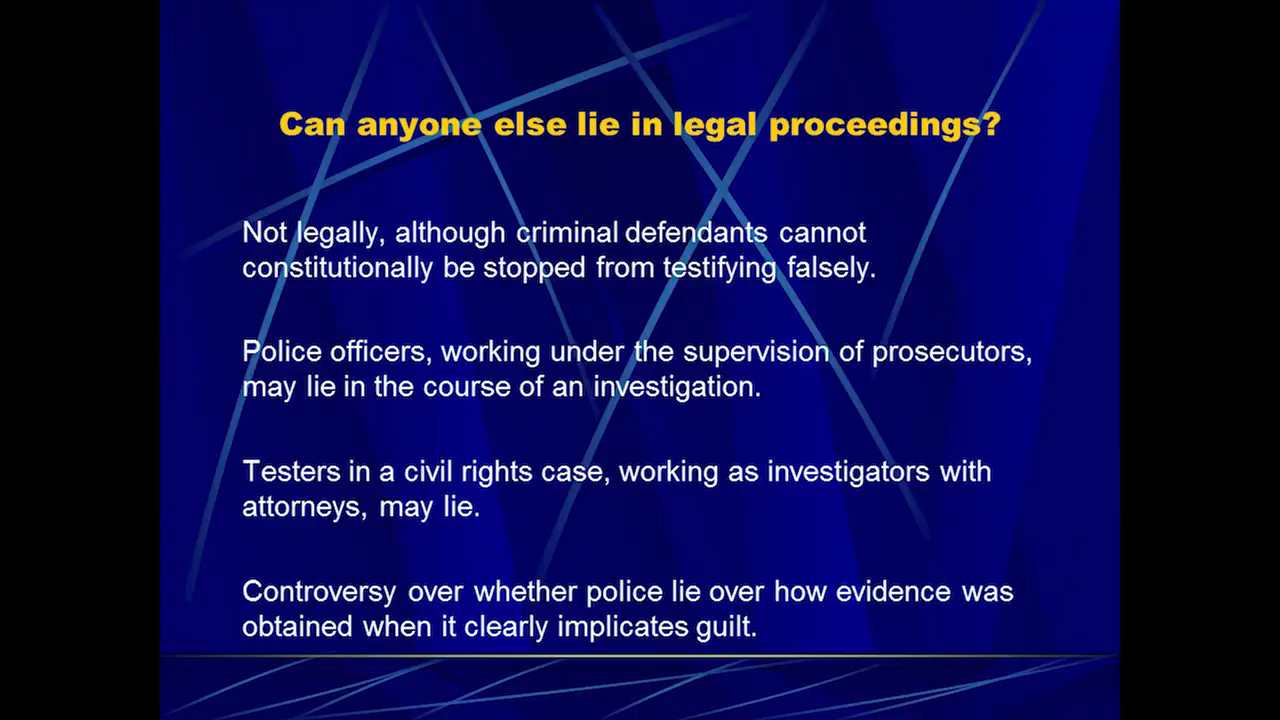 Can anyone else lie in legal proceedings?
Not legally, although criminal defendants cannot
constitutionally be stopped from testifying falsely.
Police officers, working under the supervision of prosecutors,
may lie in the course of an investigation.
Testers in a civil rights case, working as investigators with
attorneys, may lie.
Controversy over whether police lie over how evidence was
obtained when it clearly implicates guilt.